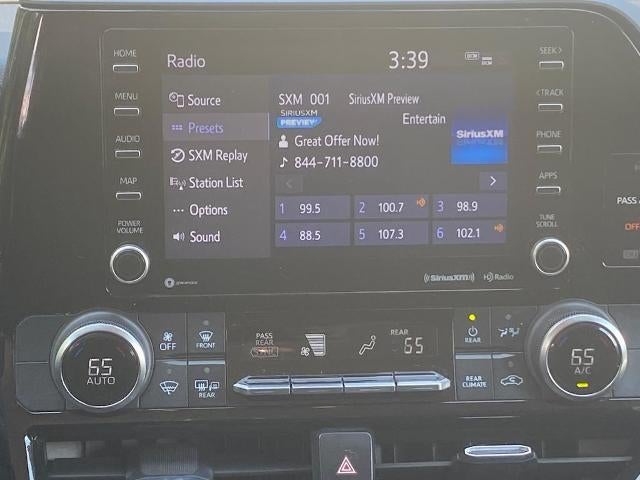 HOME
Radio
3:39
SEEK>
MENU
Source
SXM 001 SiriusXM Preview
SIRIUSXM
PREVIEW
Entertain
SiriusXM
<TRACK
Presets
Great Offer Now!
AUDIO
SXM Replay
844-711-8800
PHONE
MAP
Station List
APPS
Options
1 99.5
2 100.7
3 98.9
PASS
POWER
VOLUME
Sound
4 88.5
5 107.3
6 102.1
TUNE
SCROLL
OFF
gracenote
((SiriusXM))
HD Radio
OFF
FRONT
PASS
REAR
SYNC
REAR
65
REAR
65
AUTO
REAR
REAR
CLIMATE
65
A/C